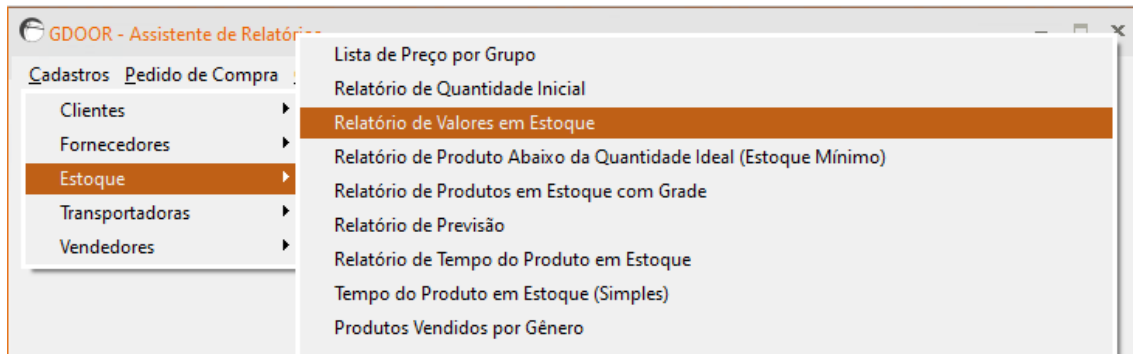 GDOOR - Assistente de Relatórios
Cadastros Pedido de Compra
Clientes
Fornecedores
Estoque
Transportadoras
Vendedores
Lista de Preço por Grupo
Relatório de Quantidade Inicial
Relatório de Valores em Estoque
Relatório de Produto Abaixo da Quantidade Ideal (Estoque Mínimo)
Relatório de Produtos em Estoque com Grade
Relatório de Previsão
Relatório de Tempo do Produto em Estoque
Tempo do Produto em Estoque (Simples)
Produtos Vendidos por Gênero